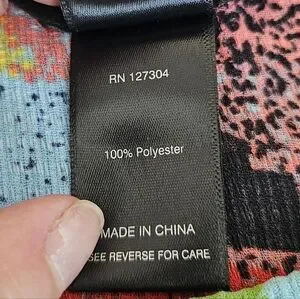 RN 127304
100% Polyester
MADE IN CHINA
SEE REVERSE FOR CARE